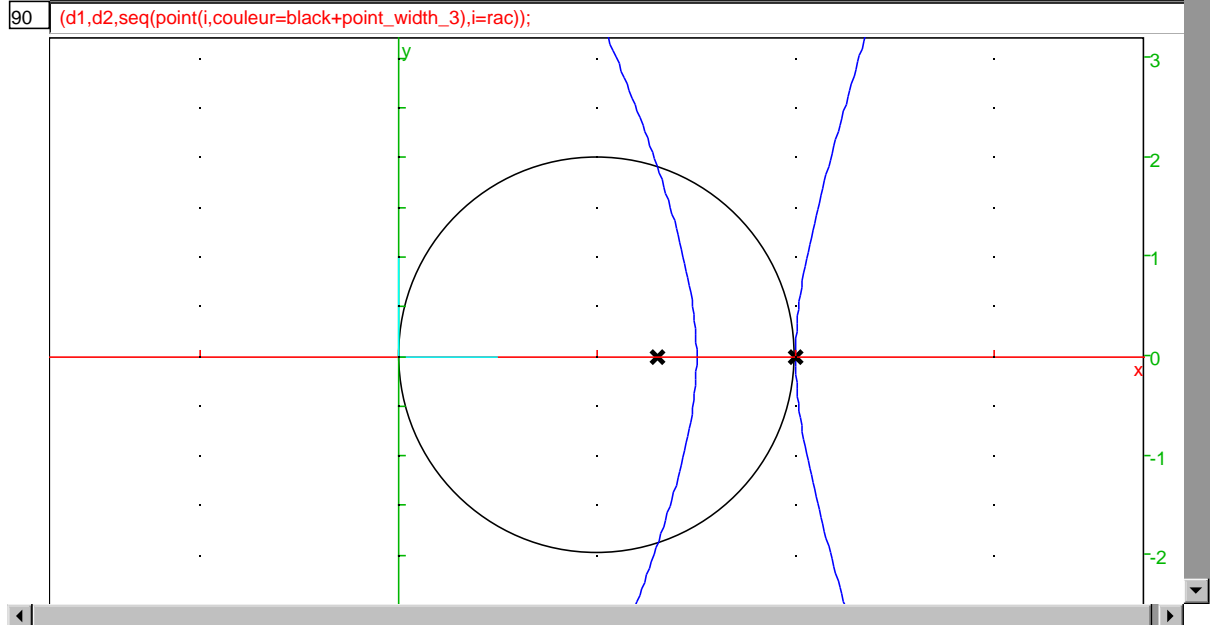 90 (d1,d2,seq(point(i,couleur=black+point_width_3),i=rac));
y
3
2
1
0
x
-1
-2